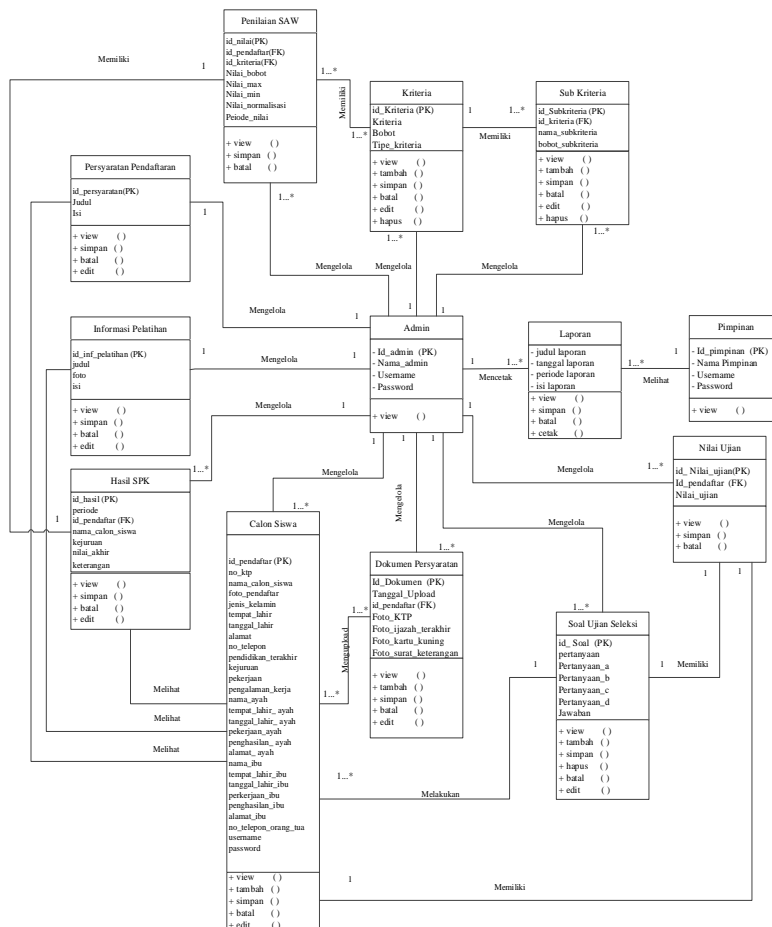 Penilaian SAW
id_nilai(PK)
id_pendaftar(FK)
id_kriteria(FK)
Nilai_bobot
Nilai_max
Nilai_min
Nilai_normalisasi
Peiode_nilai
+ view ( )
+ simpan ( )
+ batal ( )
Memiliki
1
1...*
Memiliki
1...*
Kriteria
id_Kriteria (PK)
Kriteria
Bobot
Tipe_kriteria
+ view ( )
+ tambah ( )
+ simpan ( )
+ batal ( )
+ edit ( )
+ hapus ( )
1
1...*
Memiliki
Sub Kriteria
id_Subkriteria (PK)
id_kriteria (FK)
nama_subkriteria
bobot_subkriteria
+ view ( )
+ tambah ( )
+ simpan ( )
+ batal ( )
+ edit ( )
+ hapus ( )
Persyaratan Pendaftaran
id_persyaratan(PK)
Judul
Isi
+ view ( )
+ simpan ( )
+ batal ( )
+ edit ( )
1
1...*
1...*
1...*
Mengelola
Mengelola
Mengelola
Mengelola
1
1
1
1
Informasi Pelatihan
id_inf_pelatihan (PK)
judul
foto
isi
+ view ( )
+ simpan ( )
+ batal ( )
+ edit ( )
1
Mengelola
1
Admin
- Id_admin (PK)
- Nama_admin
- Username
- Password
+ view ( )
1
1...*
Mencetak
Laporan
- judul laporan
- tanggal laporan
- periode laporan
- isi laporan
+ view ( )
+ simpan ( )
+ batal ( )
+ cetak ( )
1...*
1
Melihat
Pimpinan
- Id_pimpinan (PK)
- Nama Pimpinan
- Username
- Password
+ view ( )
Mengelola
1
1...*
Hasil SPK
id_hasil (PK)
periode
id_pendaftar (FK)
nama_calon_siswa
kejuruan
nilai_akhir
keterangan
+ view ( )
+ simpan ( )
+ batal ( )
+ edit ( )
1
1
1
1
1
Mengelola
Mengelola
Mengelola
Mengelola
1...*
Nilai Ujian
id_ Nilai_ujian(PK)
Id_pendaftar (FK)
Nilai_ujian
+ view ( )
+ simpan ( )
+ batal ( )
1...*
Calon Siswa
id_pendaftar (PK)
no_ktp
nama_calon_siswa
foto_pendaftar
jenis_kelamin
tempat_lahir
tanggal_lahir
alamat
no_telepon
pendidikan_terakhir
kejuruan
pekerjaan
pengalaman_kerja
nama_ayah
tempat_lahir_ ayah
tanggal_lahir_ ayah
pekerjaan_ayah
penghasilan_ ayah
alamat_ ayah
nama_ibu
tempat_lahir_ibu
tanggal_lahir_ibu
perkerjaan_ibu
penghasilan_ibu
alamat_ibu
no_telepon_orang_tua
username
password
+ view ( )
+ tambah ( )
+ simpan ( )
+ batal ( )
+ edit ( )
1...*
Dokumen Persyaratan
Id_Dokumen (PK)
Tanggal_Upload
id_pendaftar (FK)
Foto_KTP
Foto_ijazah_terakhir
Foto_kartu_kuning
Foto_surat_keterangan
+ view ( )
+ tambah ( )
+ simpan ( )
+ batal ( )
+ edit ( )
1...*
Mengupload
1...*
1...*
Soal Ujian Seleksi
id_ Soal (PK)
pertanyaan
Pertanyaan_a
Pertanyaan_b
Pertanyaan_c
Pertanyaan_d
Jawaban
+ view ( )
+ tambah ( )
+ simpan ( )
+ hapus ( )
+ batal ( )
+ edit ( )
1
1
1
1
Memiliki
Melihat
Melihat
Melihat
1...*
Melakukan
1
Memiliki